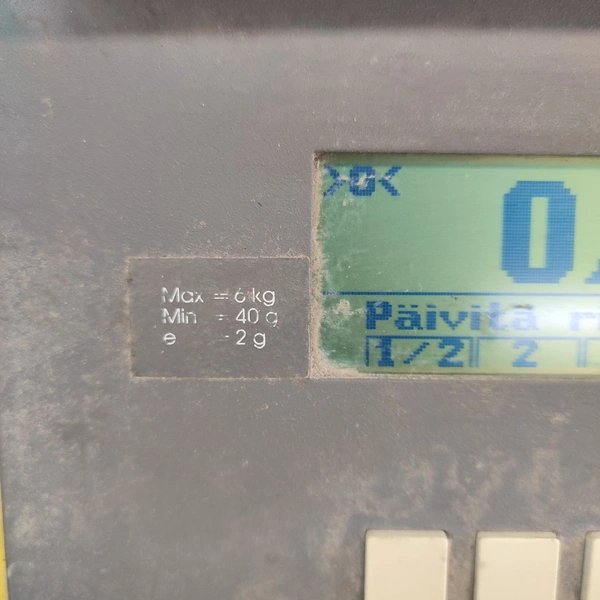 >0<
0,
Max = 6 kg
Min = 40 g
e - 2 g
Päivitä
1/2 2